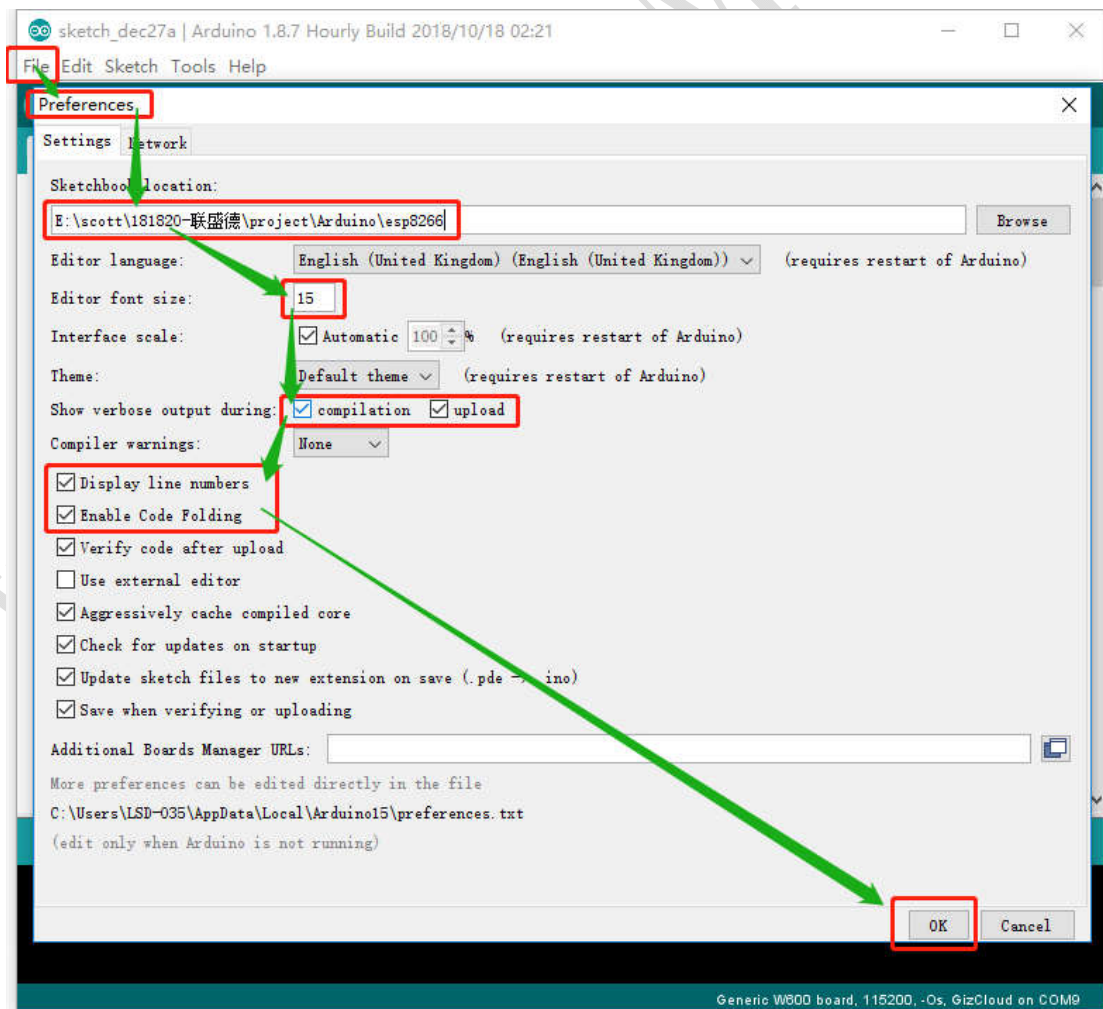 sketch_dec27a | Arduino 1.8.7 Hourly Build 2018/10/18 02:21
File Edit Sketch Tools Help
Preferences
Settings Network
Sketchbook location:
E:\scott\181820-联盛德\project\Arduino\esp8266 Browse
Editor language: English (United Kingdom) (English (United Kingdom)) (requires restart of Arduino)
Editor font size: 15
Interface scale: Automatic 100 % (requires restart of Arduino)
Theme: Default theme (requires restart of Arduino)
Show verbose output during: compilation upload
Compiler warnings: None
Display line numbers
Enable Code Folding
Verify code after upload
Use external editor
Aggressively cache compiled core
Check for updates on startup
Update sketch files to new extension on save (.pde -> .ino)
Save when verifying or uploading
Additional Boards Manager URLs:
More preferences can be edited directly in the file
C:\Users\LSD-035\AppData\Local\Arduino15\preferences.txt
(edit only when Arduino is not running)
OK Cancel
Generic W600 board, 115200, -Os, GizCloud on COM9